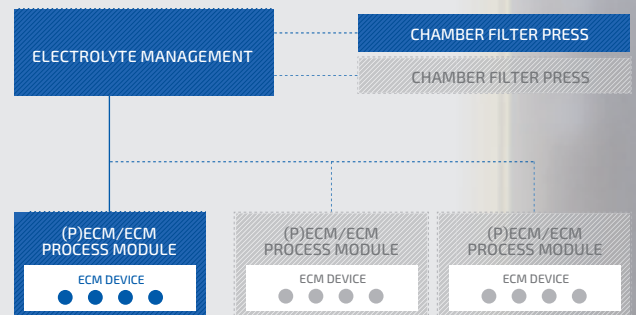 ELECTROLYTE MANAGEMENT
CHAMBER FILTER PRESS
CHAMBER FILTER PRESS
(P)ECM/ECM
PROCESS MODULE
ECM DEVICE
(P)ECM/ECM
PROCESS MODULE
ECM DEVICE
(P)ECM/ECM
PROCESS MODULE
ECM DEVICE